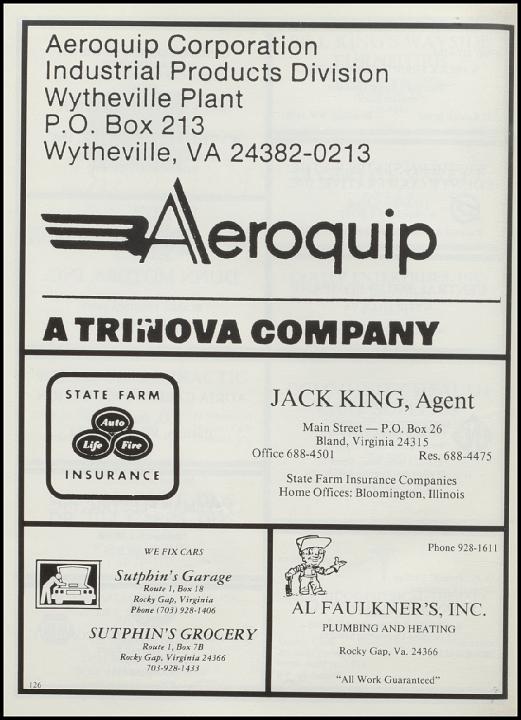 Aeroquip Corporation
Industrial Products Division
Wytheville Plant
P.O. Box 213
Wytheville, VA 24382-0213
Aeroquip
A TRINOVA COMPANY
STATE FARM
Auto
Life Fire
INSURANCE
JACK KING, Agent
Main Street — P.O. Box 26
Bland, Virginia 24315
Office 688-4501 Res. 688-4475
State Farm Insurance Companies
Home Offices: Bloomington, Illinois
WE FIX CARS
Sutphin's Garage
Route 1, Box 18
Rocky Gap, Virginia
Phone (703) 928-1406
SUTPHIN'S GROCERY
Route 1, Box 7B
Rocky Gap, Virginia 24366
703-928-1433
Phone 928-1611
AL FAULKNER'S, INC.
PLUMBING AND HEATING
Rocky Gap, Va. 24366
"All Work Guaranteed"
126